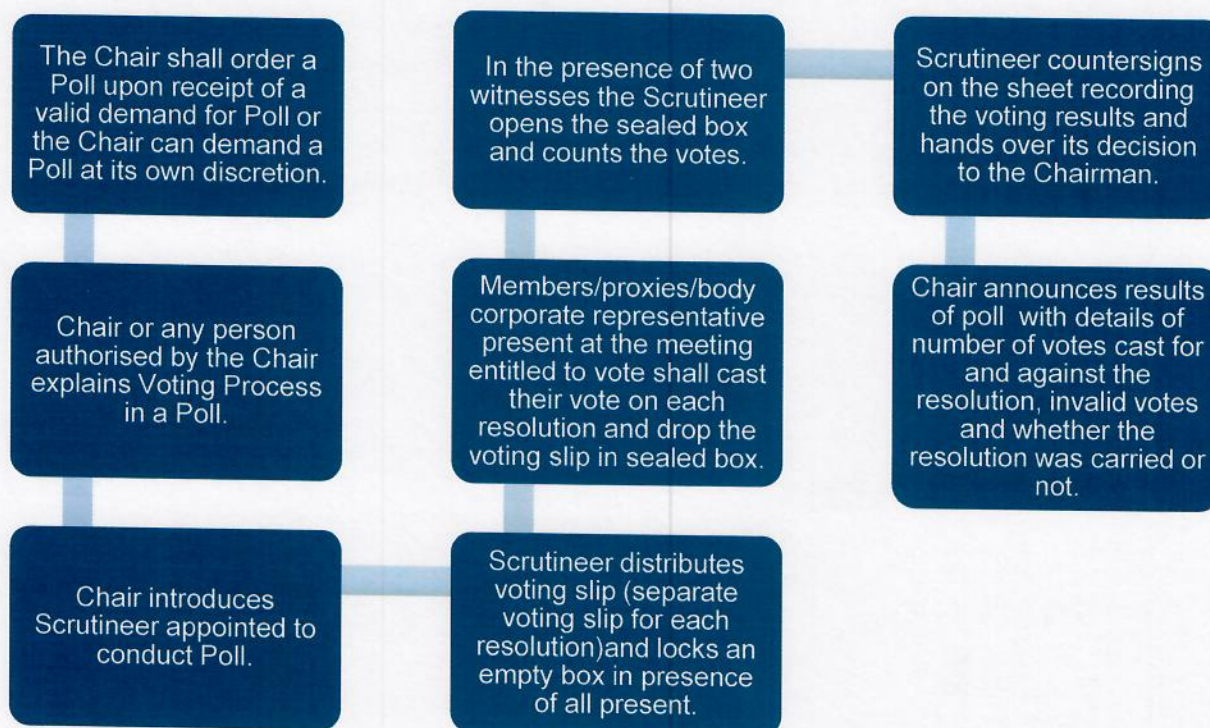 The Chair shall order a
Poll upon receipt of a
valid demand for Poll or
the Chair can demand a
Poll at its own discretion.
Chair or any person
authorised by the Chair
explains Voting Process
in a Poll.
Chair introduces
Scrutineer appointed to
conduct Poll.
Scrutineer distributes
voting slip (separate
voting slip for each
resolution)and locks an
empty box in presence
of all present.
Members/proxies/body
corporate representative
present at the meeting
entitled to vote shall cast
their vote on each
resolution and drop the
voting slip in sealed box.
In the presence of two
witnesses the Scrutineer
opens the sealed box
and counts the votes.
Scrutineer countersigns
on the sheet recording
the voting results and
hands over its decision
to the Chairman.
Chair announces results
of poll with details of
number of votes cast for
and against the
resolution, invalid votes
and whether the
resolution was carried or
not.